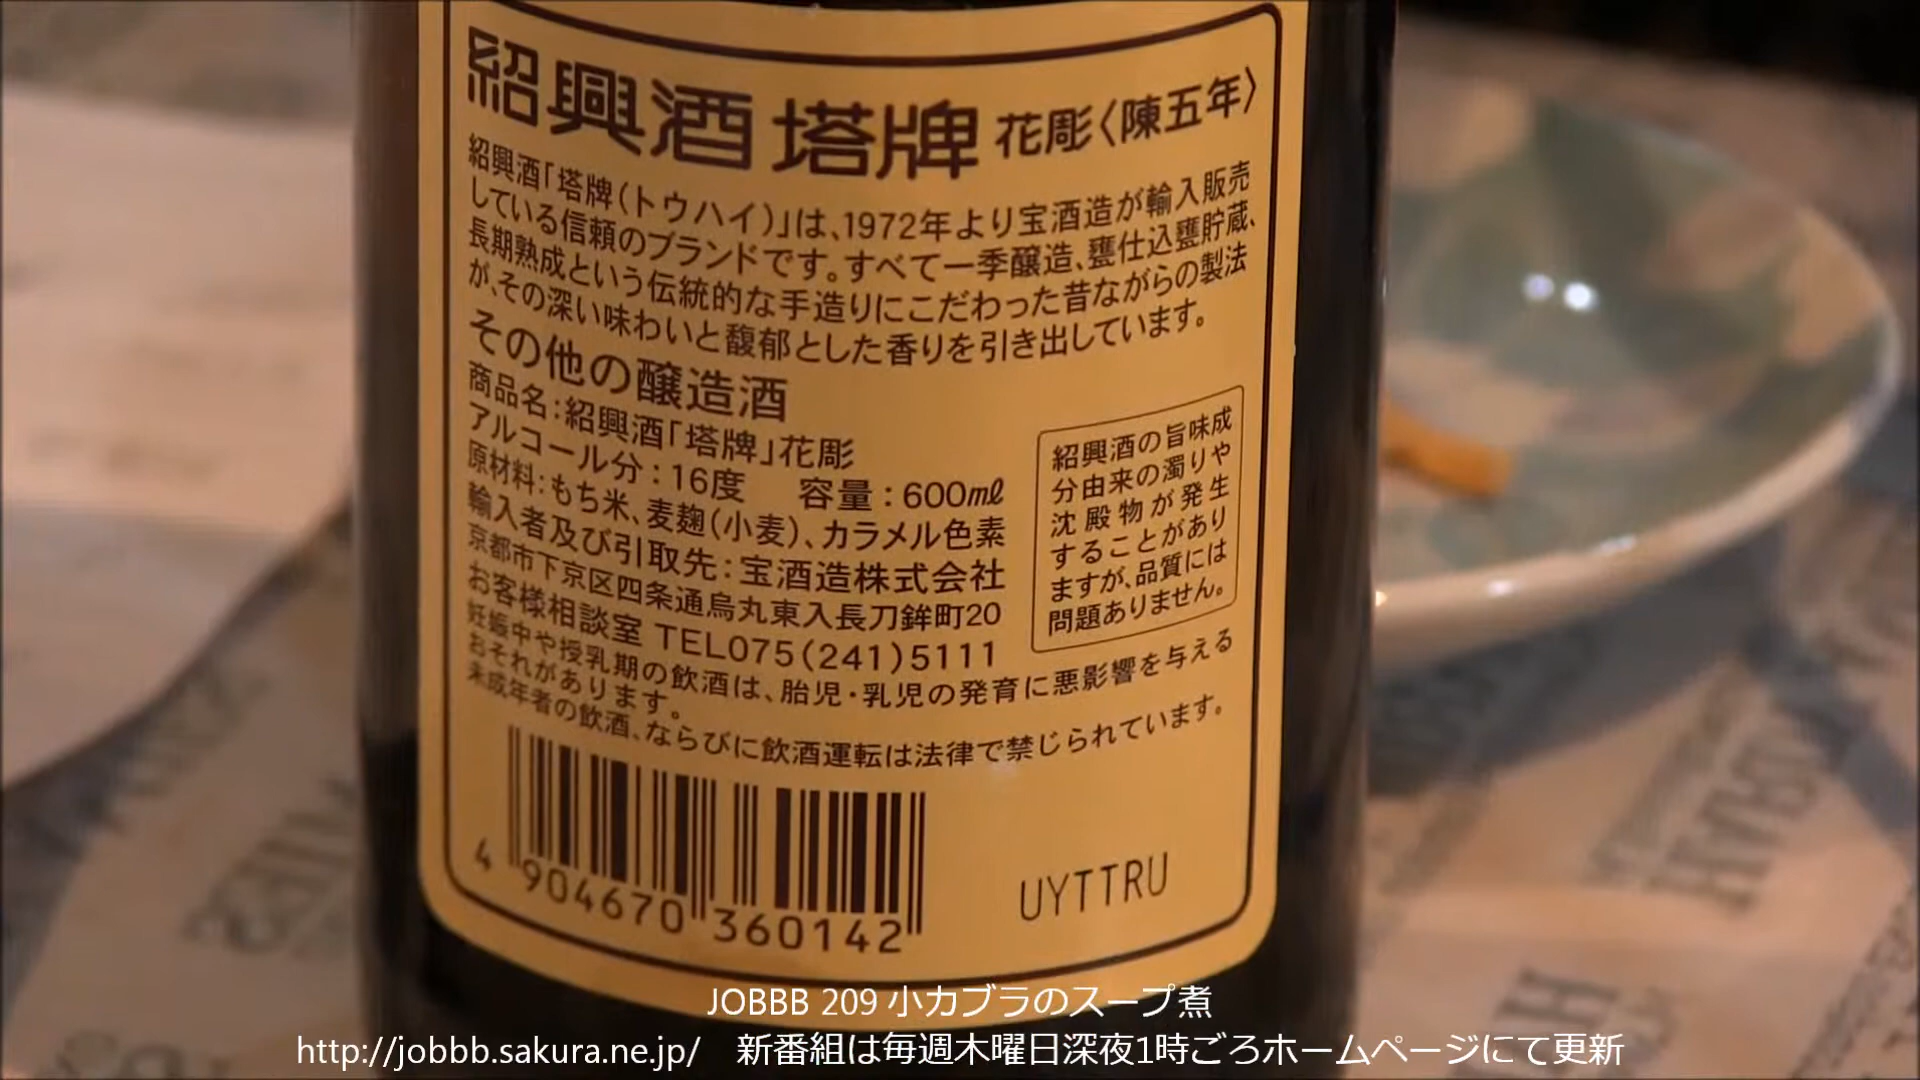 紹興酒 塔牌 花彫〈陳五年〉
紹興酒「塔牌(トウハイ)」は、1972年より宝酒造が輸入販売
している信頼のブランドです。すべて一季醸造、甕仕込甕貯蔵、
長期熟成という伝統的な手造りにこだわった昔ながらの製法
が、その深い味わいと馥郁とした香りを引き出しています。
その他の醸造酒
商品名:紹興酒「塔牌」花彫
アルコール分:16度 容量:600㎖
原材料:もち米、麦麹(小麦)、カラメル色素
輸入者及び引取先:宝酒造株式会社
京都市下京区四条通烏丸東入長刀鉾町20
お客様相談室 TEL075(241)5111
紹興酒の旨味成
分由来の濁りや
沈殿物が発生
することがあり
ますが、品質には
問題ありません。
妊娠中や授乳期の飲酒は、胎児・乳児の発育に悪影響を与える
おそれがあります。
未成年者の飲酒、ならびに飲酒運転は法律で禁じられています。
4 904670 360142
UYTTRU
JOBBB 209 小カブラのスープ煮
http://jobbb.sakura.ne.jp/ 新番組は毎週木曜日深夜1時ごろホームページにて更新